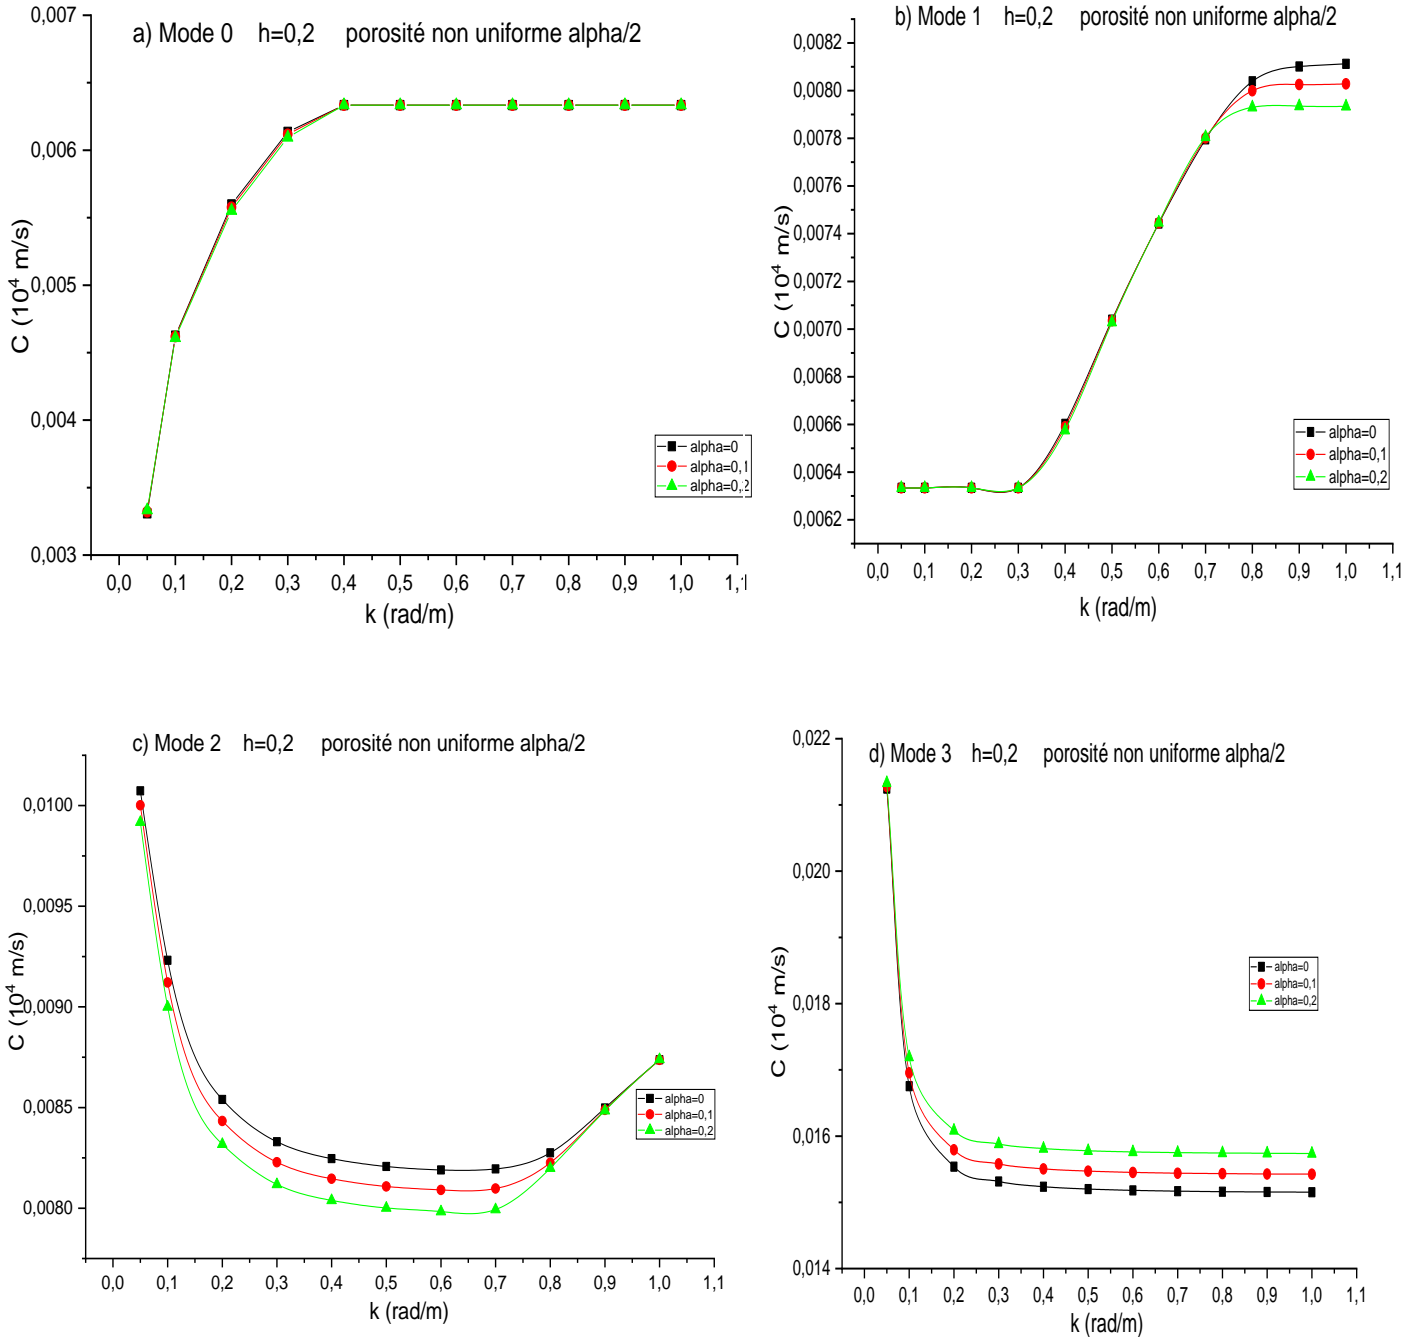 a) Mode 0 h=0,2 porosité non uniforme alpha/2
0,007
0,006
0,005
0,004
0,003
C (10⁴ m/s)
alpha=0
alpha=0,1
alpha=0,2
0,0 0,1 0,2 0,3 0,4 0,5 0,6 0,7 0,8 0,9 1,0 1,1
k (rad/m)
b) Mode 1 h=0,2 porosité non uniforme alpha/2
0,0082
0,0080
0,0078
0,0076
0,0074
0,0072
0,0070
0,0068
0,0066
0,0064
0,0062
C (10⁴ m/s)
alpha=0
alpha=0,1
alpha=0,2
0,0 0,1 0,2 0,3 0,4 0,5 0,6 0,7 0,8 0,9 1,0 1,1
k (rad/m)
c) Mode 2 h=0,2 porosité non uniforme alpha/2
0,0100
0,0095
0,0090
0,0085
0,0080
C (10⁴ m/s)
alpha=0
alpha=0,1
alpha=0,2
0,0 0,1 0,2 0,3 0,4 0,5 0,6 0,7 0,8 0,9 1,0 1,1
k (rad/m)
d) Mode 3 h=0,2 porosité non uniforme alpha/2
0,022
0,020
0,018
0,016
0,014
C (10⁴ m/s)
alpha=0
alpha=0,1
alpha=0,2
0,0 0,1 0,2 0,3 0,4 0,5 0,6 0,7 0,8 0,9 1,0 1,1
k (rad/m)